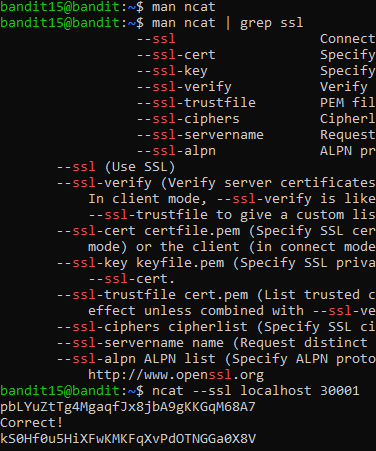 bandit15@bandit:~$ man ncat
bandit15@bandit:~$ man ncat | grep ssl
--ssl Connect
--ssl-cert Specify
--ssl-key Specify
--ssl-verify Verify
--ssl-trustfile PEM fil
--ssl-ciphers Cipherl
--ssl-servername Request
--ssl-alpn ALPN pr
--ssl (Use SSL)
--ssl-verify (Verify server certificates
In client mode, --ssl-verify is like
--ssl-trustfile to give a custom lis
--ssl-cert certfile.pem (Specify SSL cer
mode) or the client (in connect mode
--ssl-key keyfile.pem (Specify SSL priva
--ssl-cert.
--ssl-trustfile cert.pem (List trusted c
effect unless combined with --ssl-ve
--ssl-ciphers cipherlist (Specify SSL ci
--ssl-servername name (Request distinct
--ssl-alpn ALPN list (Specify ALPN proto
http://www.openssl.org
bandit15@bandit:~$ ncat --ssl localhost 30001
pbLYuZtTg4MgaqfJx8jbA9gKKGqM68A7
Correct!
kS0Hf0u5HiXFwKMKFqXvPdOTNGGa0X8V